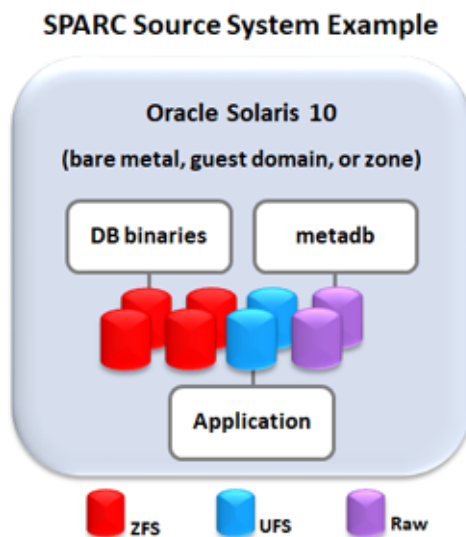 SPARC Source System Example
Oracle Solaris 10
(bare metal, guest domain, or zone)
DB binaries
metadb
Application
ZFS
UFS
Raw